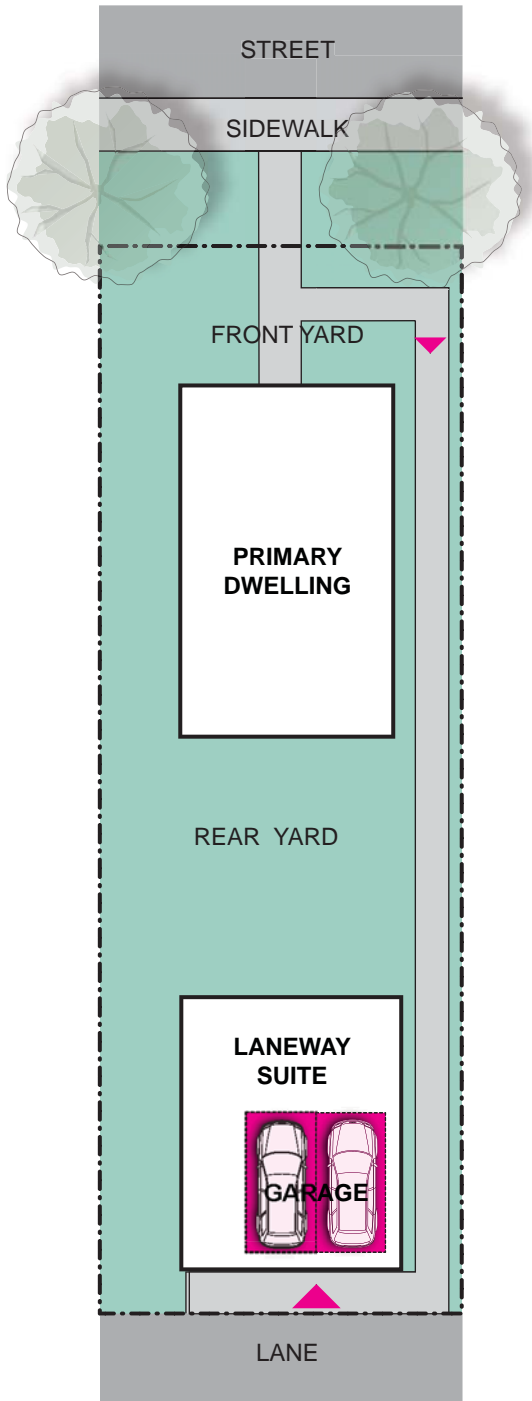 STREET
SIDEWALK
FRONT YARD
PRIMARY
DWELLING
REAR YARD
LANEWAY
SUITE
GARAGE
LANE